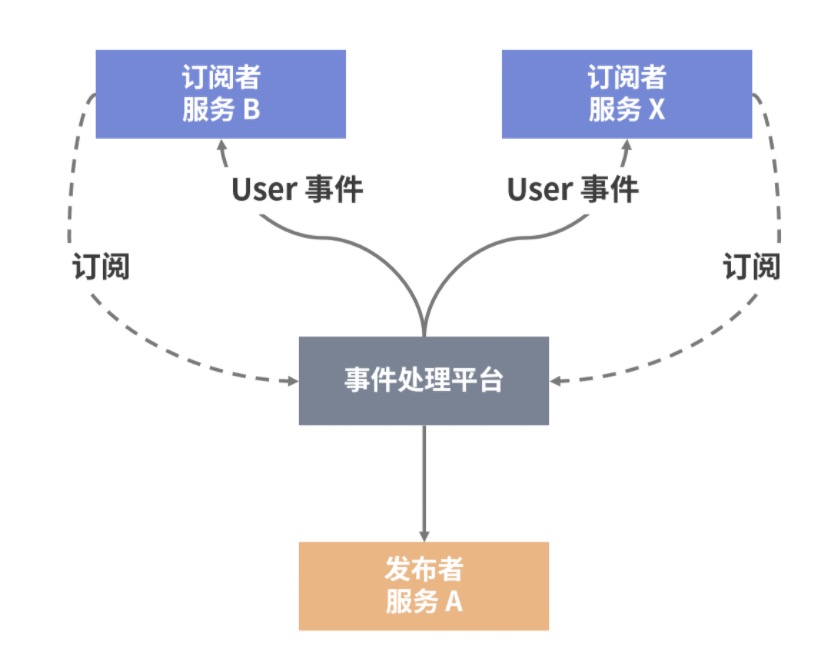 订阅者
服务 B
订阅者
服务 X
User 事件
User 事件
订阅
订阅
事件处理平台
发布者
服务 A